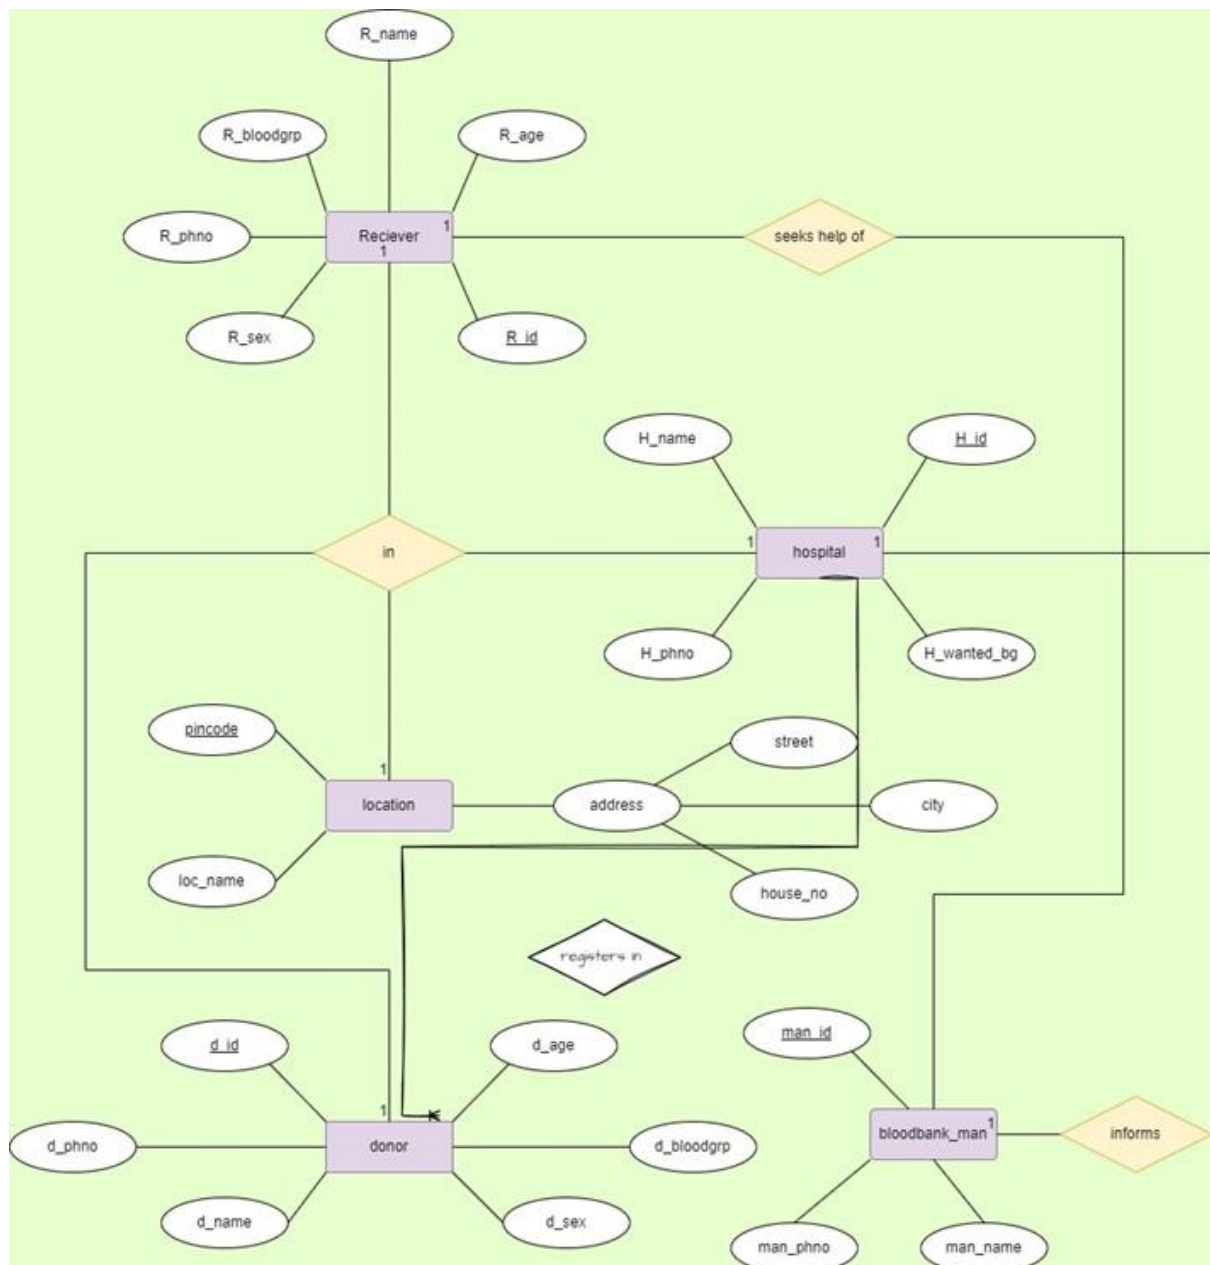 R_name
R_bloodgrp
R_age
R_phno
Reciever
1
1
seeks help of
R_sex
R_id
H_name
H_id
in
1
hospital
1
H_phno
H_wanted_bg
pincode
street
1
location
address
city
loc_name
house_no
registers in
d_id
d_age
man_id
1
d_phno
donor
d_bloodgrp
bloodbank_man
1
informs
d_name
d_sex
man_phno
man_name